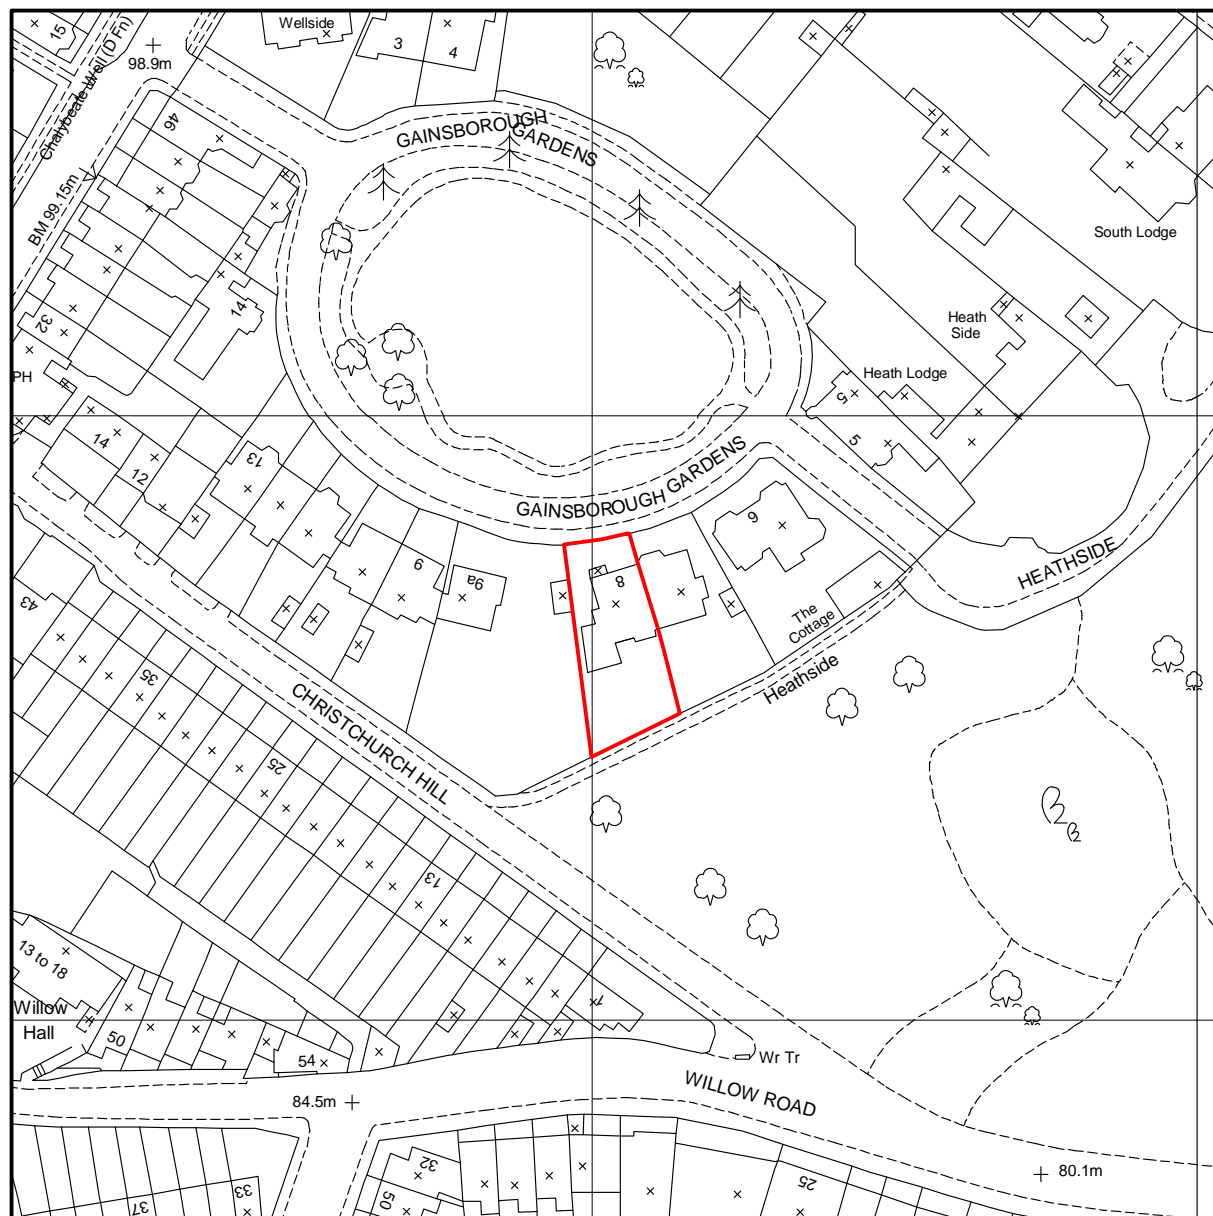 Wellside
15
3
4
98.9m
Chalybeate Well (D Fn)
46
GAINSBOROUGH
GARDENS
BM 99.15m
South Lodge
14
32
Heath
Side
PH
Heath Lodge
5
5
14
12
13
GAINSBOROUGH GARDENS
6
9
9a
8
HEATHSIDE
The
Cottage
Heathside
43
35
CHRISTCHURCH HILL
25
13
13 to 18
Willow
Hall
50
54
1
Wr Tr
WILLOW ROAD
84.5m
80.1m
32
25
33
37
50